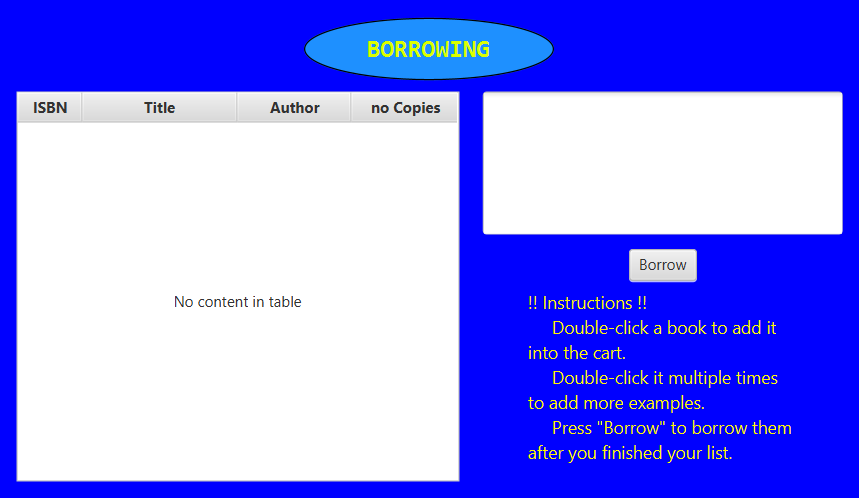 BORROWING
ISBN Title Author no Copies
No content in table
Borrow
!! Instructions !!
Double-click a book to add it
into the cart.
Double-click it multiple times
to add more examples.
Press "Borrow" to borrow them
after you finished your list.